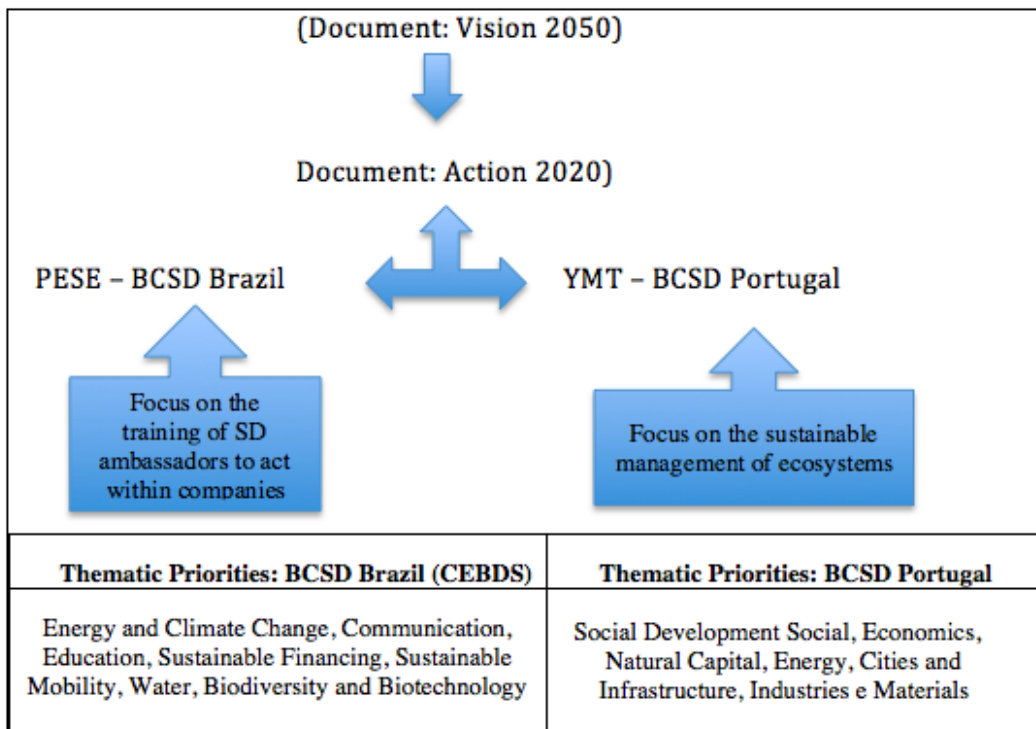 (Document: Vision 2050)
Document: Action 2020)
PESE – BCSD Brazil
YMT – BCSD Portugal
Focus on the
training of SD
ambassadors to act
within companies
Focus on the sustainable
management of ecosystems
Thematic Priorities: BCSD Brazil (CEBDS)
Thematic Priorities: BCSD Portugal
Energy and Climate Change, Communication,
Education, Sustainable Financing, Sustainable
Mobility, Water, Biodiversity and Biotechnology
Social Development Social, Economics,
Natural Capital, Energy, Cities and
Infrastructure, Industries e Materials